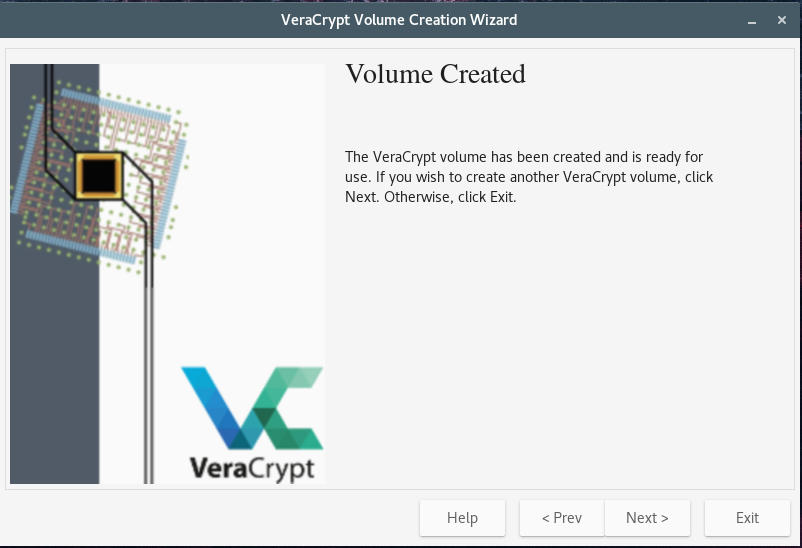 VeraCrypt Volume Creation Wizard
Volume Created
The VeraCrypt volume has been created and is ready for
use. If you wish to create another VeraCrypt volume, click
Next. Otherwise, click Exit.
VeraCrypt
Help
< Prev
Next >
Exit